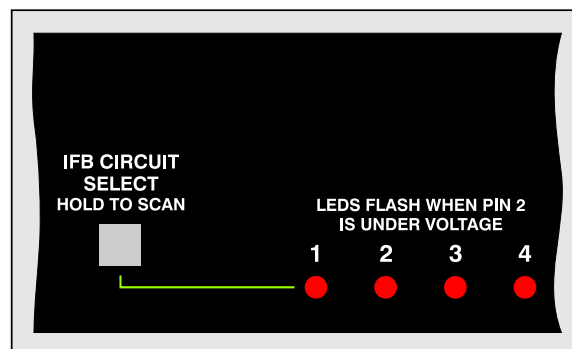 IFB CIRCUIT
SELECT
HOLD TO SCAN
LEDS FLASH WHEN PIN 2
IS UNDER VOLTAGE
1 2 3 4